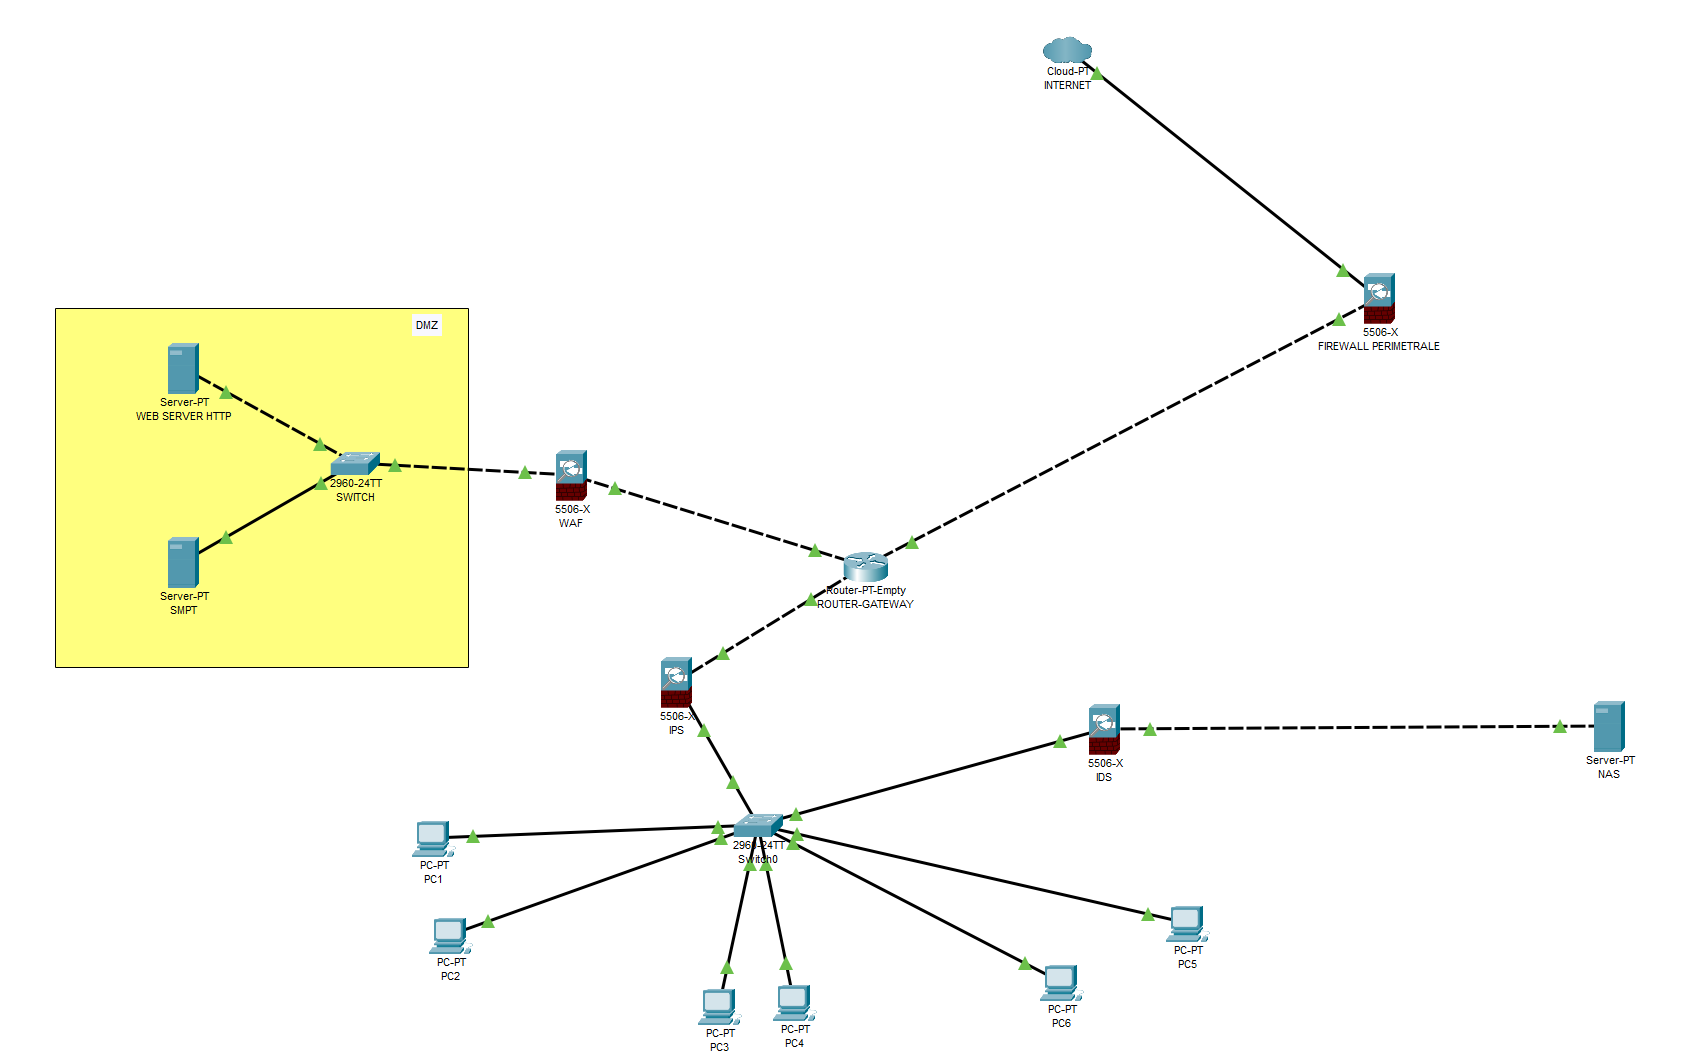 Cloud-PT
INTERNET
5506-X
FIREWALL PERIMETRALE
DMZ
Server-PT
WEB SERVER HTTP
2960-24TT
SWITCH
5506-X
WAF
Server-PT
SMPT
Router-PT-Empty
ROUTER-GATEWAY
5506-X
IPS
5506-X
IDS
Server-PT
NAS
2960-24TT
Switch0
PC-PT
PC1
PC-PT
PC2
PC-PT
PC3
PC-PT
PC4
PC-PT
PC6
PC-PT
PC5